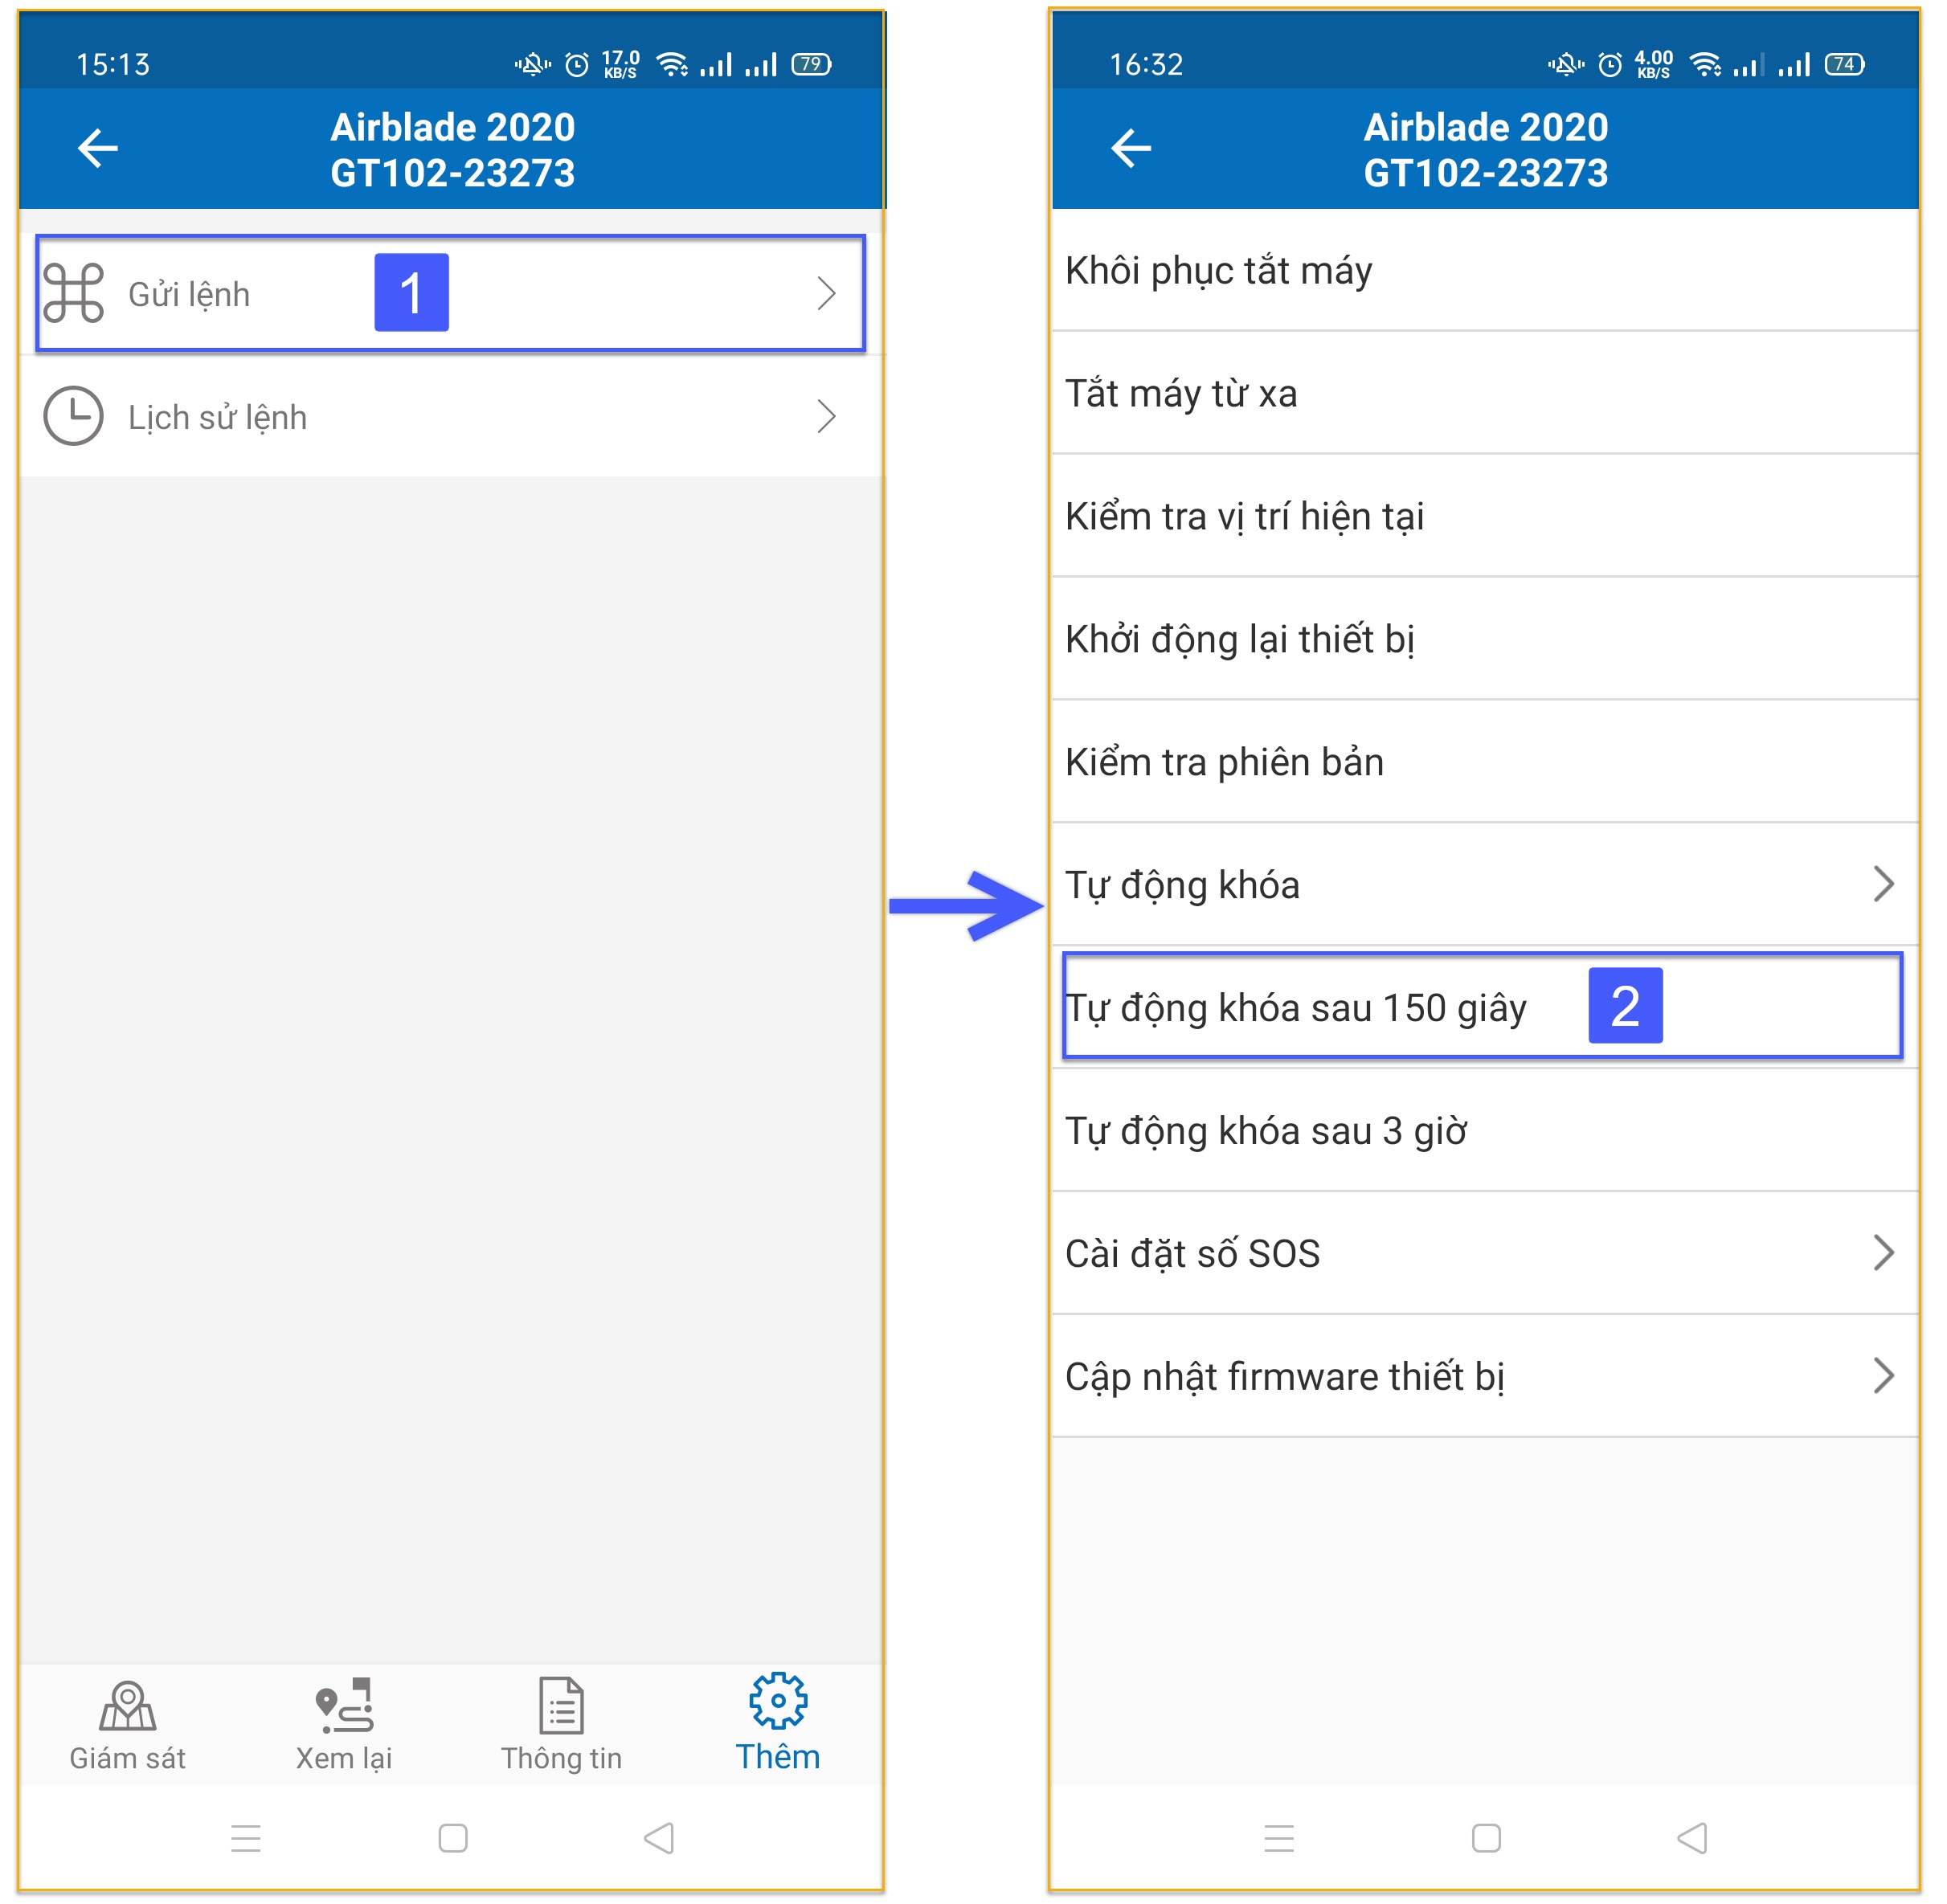 15:13
17.0
KB/S
79
Airblade 2020
GT102-23273
Gửi lệnh
1
Lịch sử lệnh
Giám sát
Xem lại
Thông tin
Thêm
16:32
4.00
KB/S
74
Airblade 2020
GT102-23273
Khôi phục tắt máy
Tắt máy từ xa
Kiểm tra vị trí hiện tại
Khởi động lại thiết bị
Kiểm tra phiên bản
Tự động khóa
Tự động khóa sau 150 giây
2
Tự động khóa sau 3 giờ
Cài đặt số SOS
Cập nhật firmware thiết bị